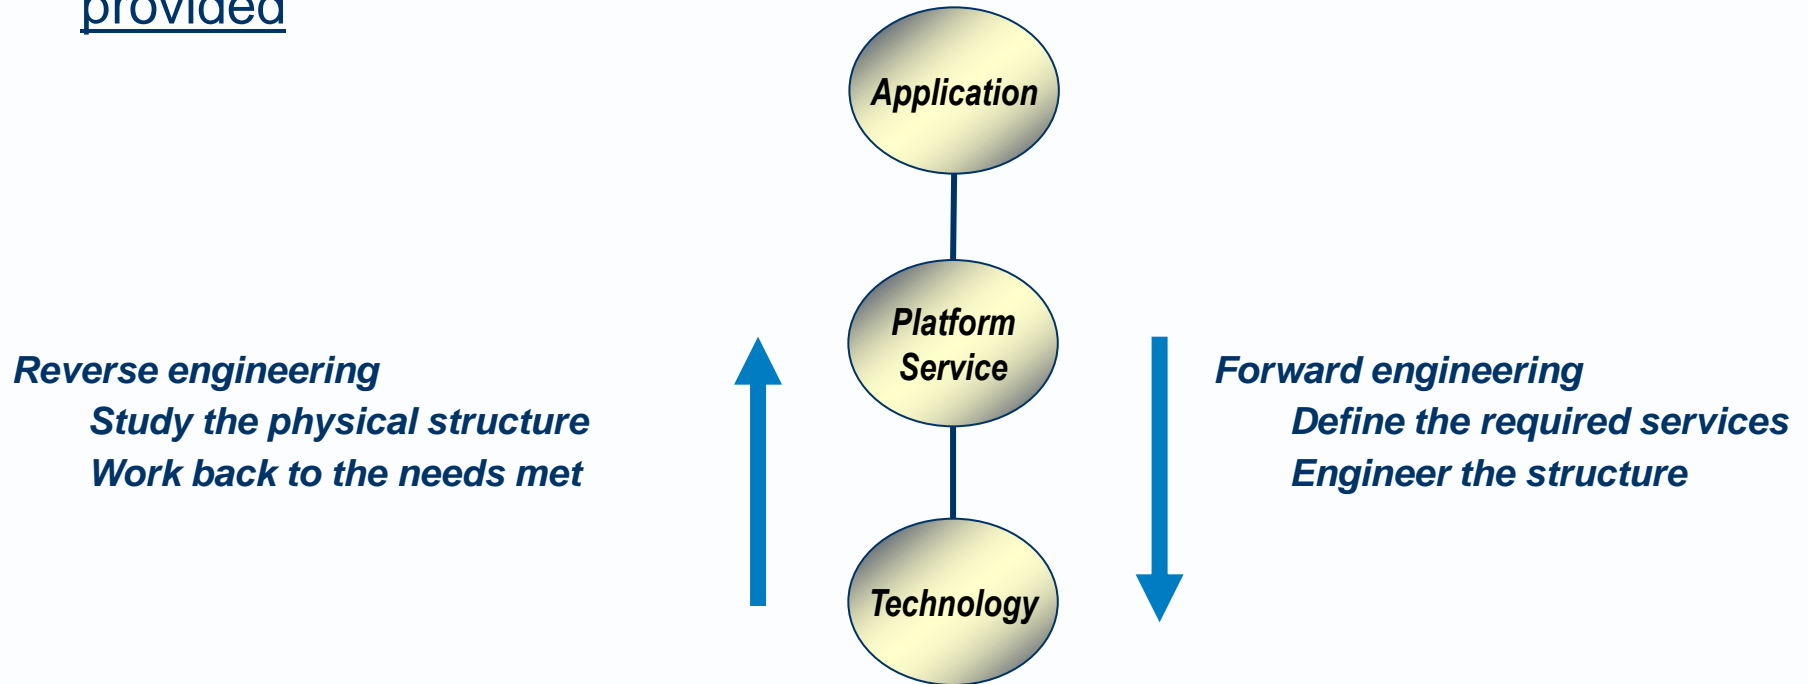 provided
Application
Platform
Service
Reverse engineering
Study the physical structure
Work back to the needs met
Forward engineering
Define the required services
Engineer the structure
Technology